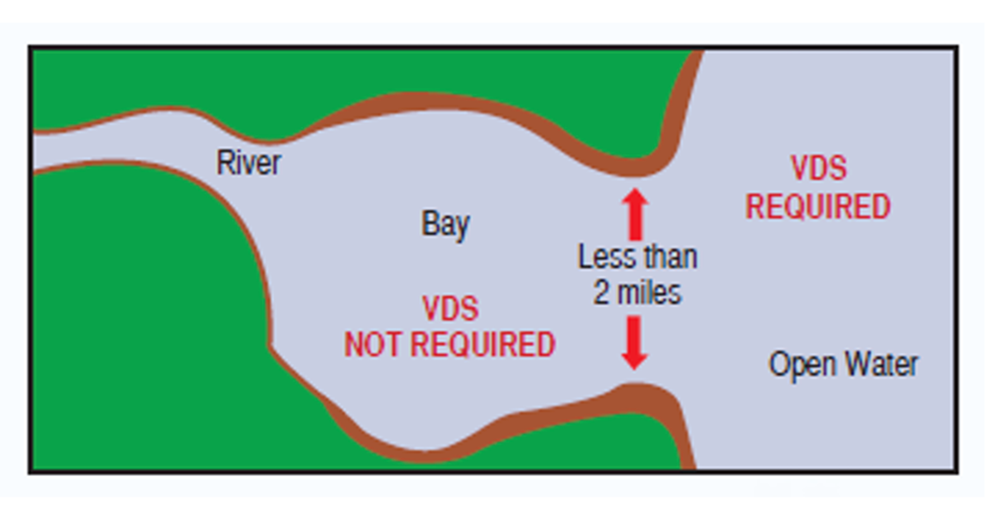 River
Bay
VDS
NOT REQUIRED
Less than
2 miles
VDS
REQUIRED
Open Water